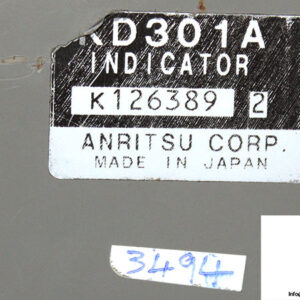 KD301A
INDICATOR
K126389 2
ANRITSU CORP.
MADE IN JAPAN
3494